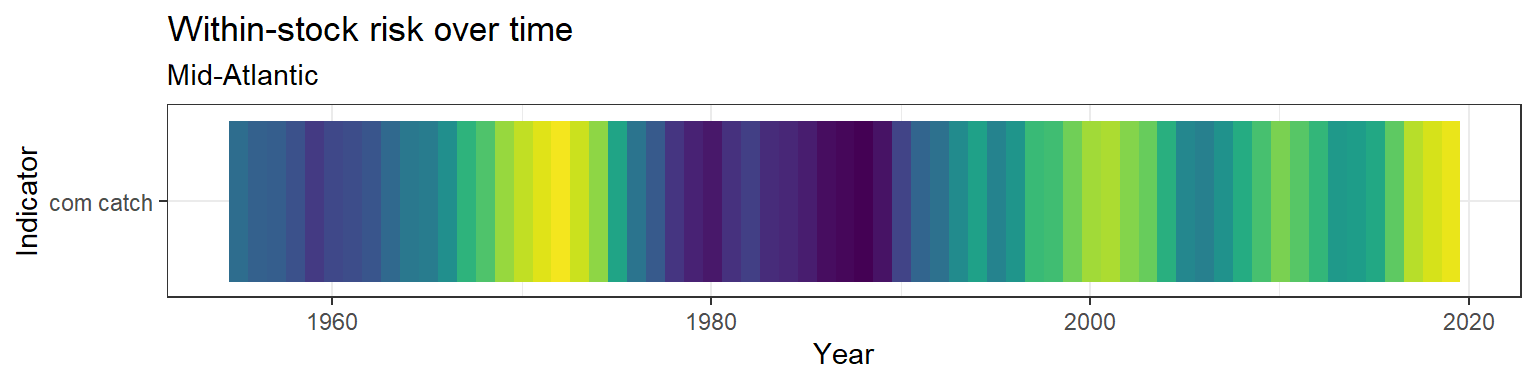 Within-stock risk over time
Mid-Atlantic
Indicator
com catch
1960 1980 2000 2020
Year